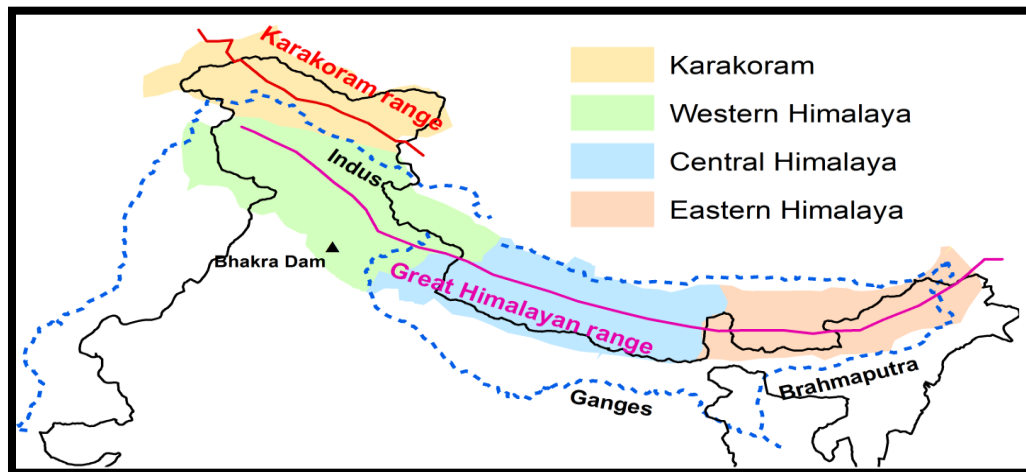 Karakoram range
Karakoram
Western Himalaya
Central Himalaya
Eastern Himalaya
Indus
Bhakra Dam
Great Himalayan range
Brahmaputra
Ganges